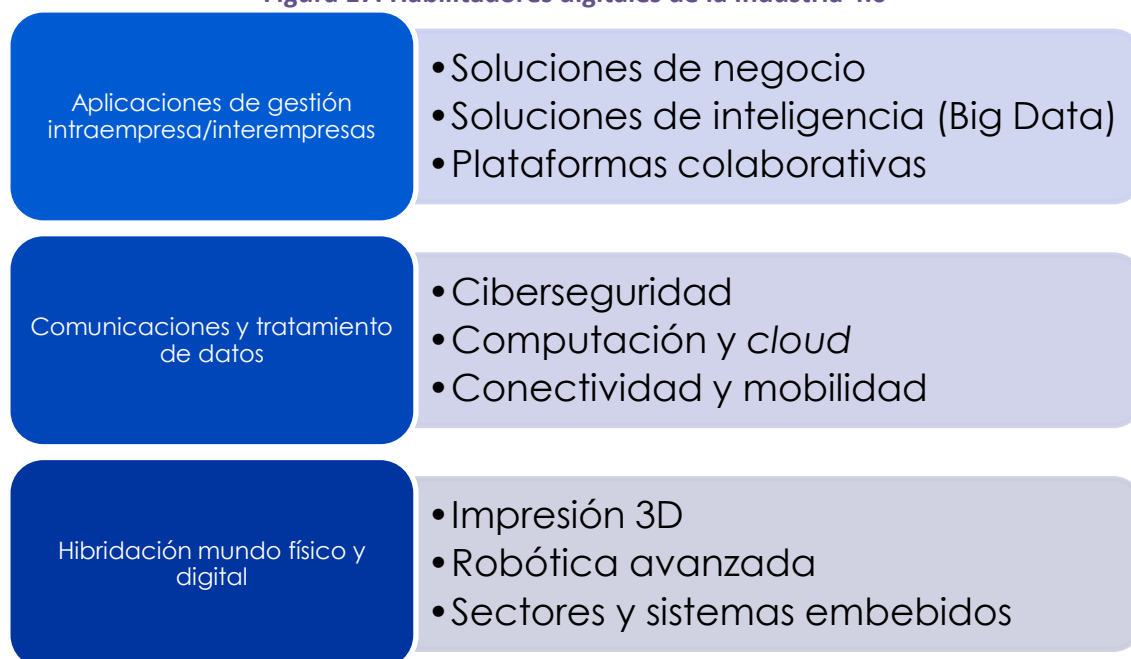 Aplicaciones de gestión
intraempresa/interempresas
•Soluciones de negocio
•Soluciones de inteligencia (Big Data)
•Plataformas colaborativas
Comunicaciones y tratamiento
de datos
•Ciberseguridad
•Computación y cloud
•Conectividad y mobilidad
Hibridación mundo físico y
digital
•Impresión 3D
•Robótica avanzada
•Sectores y sistemas embebidos